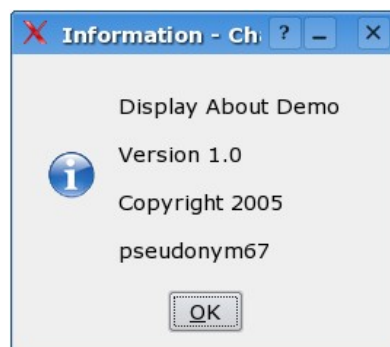 Information - Ch
Display About Demo
Version 1.0
Copyright 2005
pseudonym67
OK